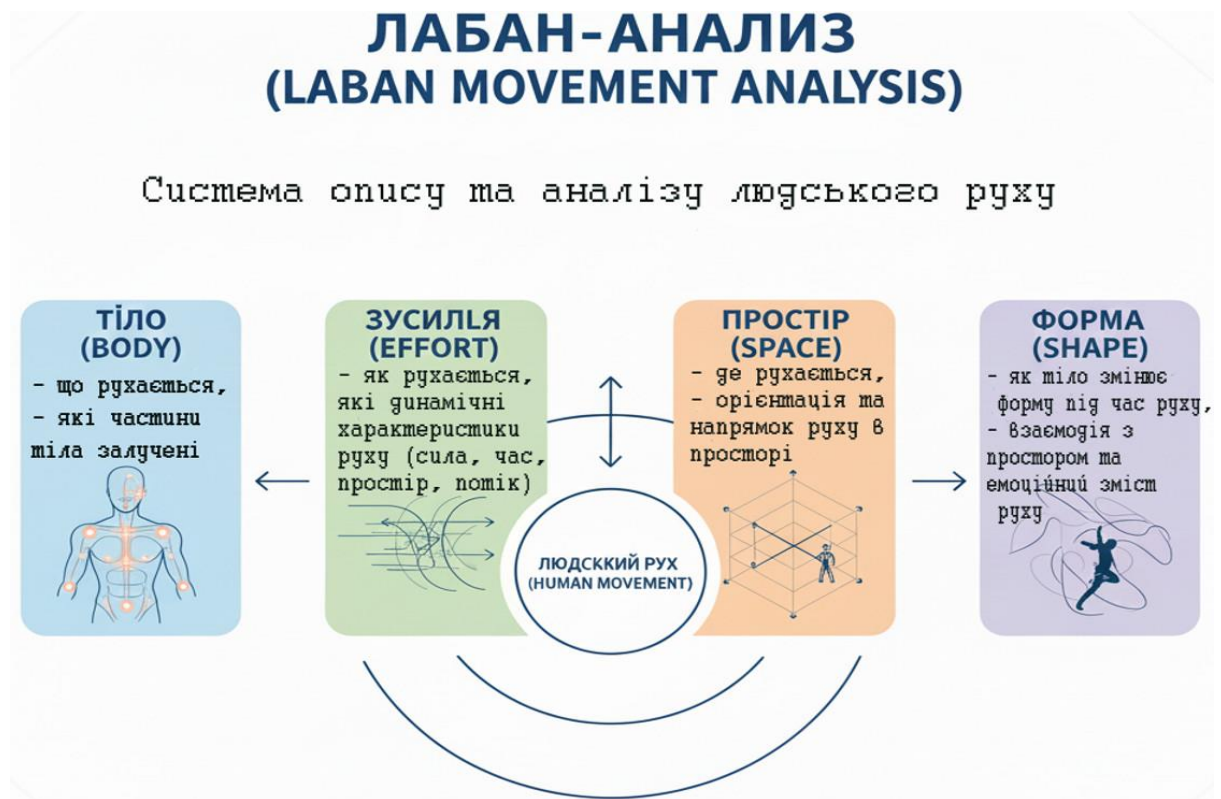 ЛАБАН-АНАЛИЗ
(LABAN MOVEMENT ANALYSIS)
Система опису та аналізу людського руху
ТІЛО
(BODY)
- що рухається,
- які частини
тіла залучені
ЗУСИЛЬЯ
(EFFORT)
- як рухається,
які динамічні
характеристики
руху (сила, час,
простір, потік)
ПРОСТІР
(SPACE)
- де рухається,
- орієнтація та
напрямок руху в
просторі
ФОРМА
(SHAPE)
- як тіло змінює
форму під час руху,
- взаємодія з
простором та
емоційний зміст
руху
ЛЮДСККИЙ РУХ
(HUMAN MOVEMENT)